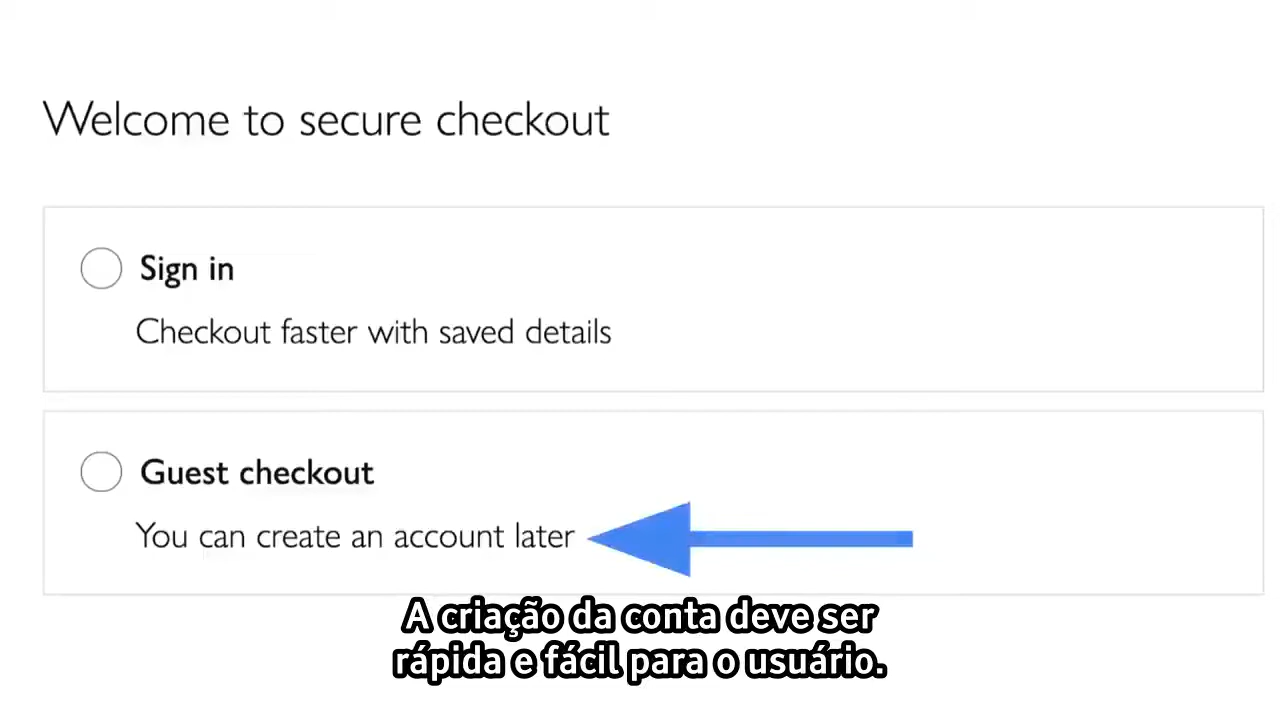 Welcome to secure checkout
Sign in
Checkout faster with saved details
Guest checkout
You can create an account later
A criação da conta deve ser
rápida e fácil para o usuário.